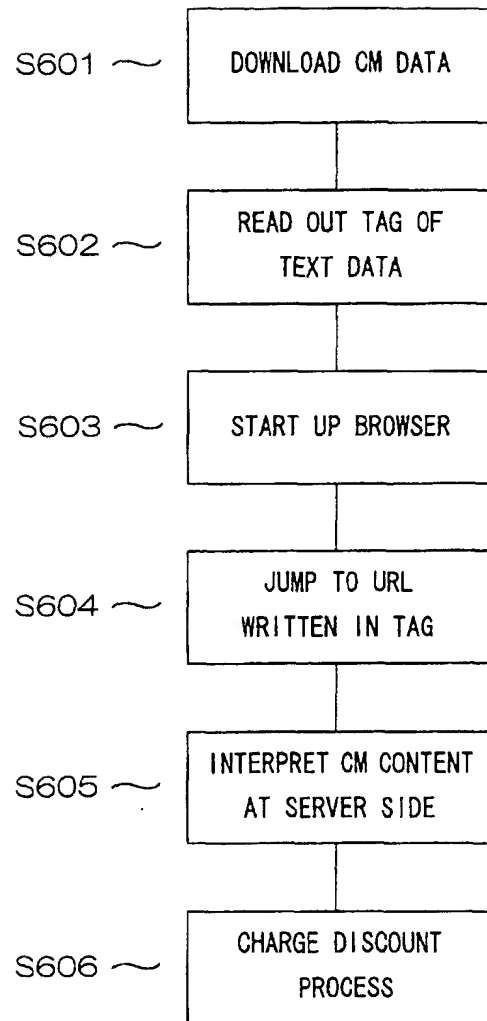 S601 ~ DOWNLOAD CM DATA
S602 ~ READ OUT TAG OF
TEXT DATA
S603 ~ START UP BROWSER
S604 ~ JUMP TO URL
WRITTEN IN TAG
S605 ~ INTERPRET CM CONTENT
AT SERVER SIDE
S606 ~ CHARGE DISCOUNT
PROCESS